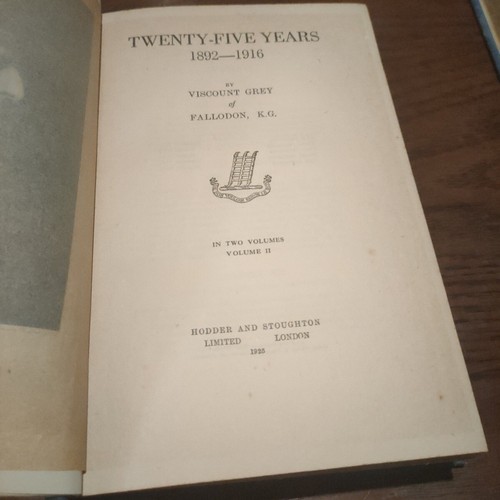 TWENTY-FIVE YEARS
1892—1916
BY
VISCOUNT GREY
of
FALLODON, K.G.
IN TWO VOLUMES
VOLUME II
HODDER AND STOUGHTON
LIMITED LONDON
1925